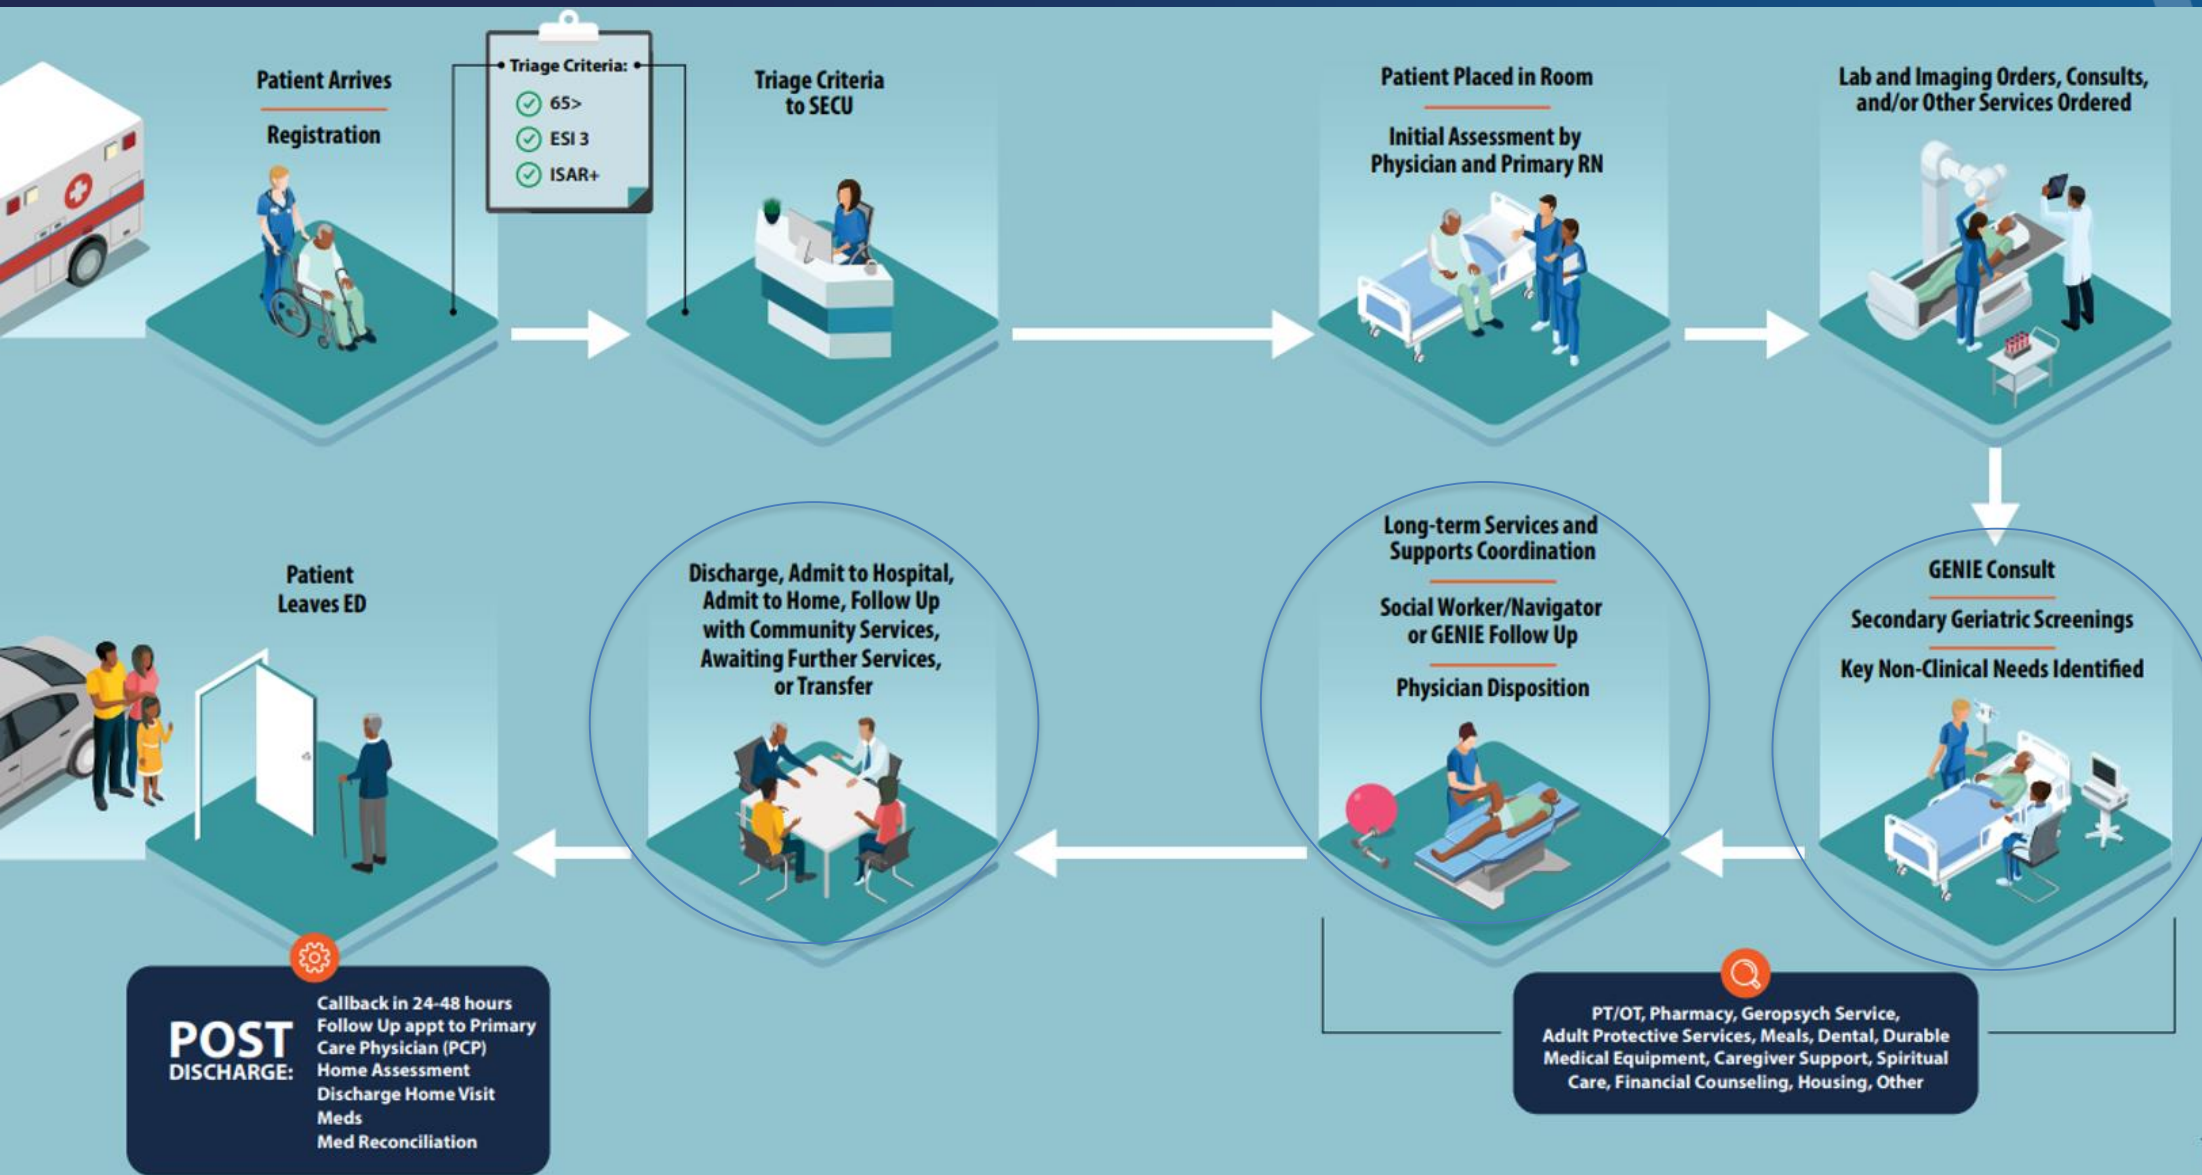 Patient Arrives
Registration
Triage Criteria:
65>
ESI 3
ISAR+
Triage Criteria
to SECU
Patient Placed in Room
Initial Assessment by
Physician and Primary RN
Lab and Imaging Orders, Consults,
and/or Other Services Ordered
GENIE Consult
Secondary Geriatric Screenings
Key Non-Clinical Needs Identified
Long-term Services and
Supports Coordination
Social Worker/Navigator
or GENIE Follow Up
Physician Disposition
PT/OT, Pharmacy, Geropsych Service,
Adult Protective Services, Meals, Dental, Durable
Medical Equipment, Caregiver Support, Spiritual
Care, Financial Counseling, Housing, Other
Discharge, Admit to Hospital,
Admit to Home, Follow Up
with Community Services,
Awaiting Further Services,
or Transfer
Patient
Leaves ED
POST
DISCHARGE:
Callback in 24-48 hours
Follow Up appt to Primary
Care Physician (PCP)
Home Assessment
Discharge Home Visit
Meds
Med Reconciliation